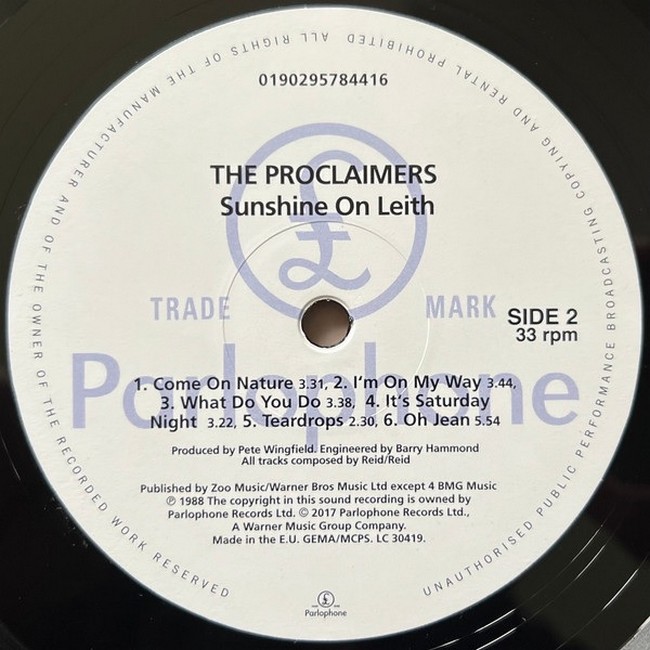 0190295784416
THE PROCLAIMERS
Sunshine On Leith
£
TRADE MARK
SIDE 2
33 rpm
Parlophone
1. Come On Nature 3.31, 2. I'm On My Way 3.44,
3. What Do You Do 3.38, 4. It's Saturday
Night 3.22, 5. Teardrops 2.30, 6. Oh Jean 5.54
Produced by Pete Wingfield. Engineered by Barry Hammond
All tracks composed by Reid/Reid
Published by Zoo Music/Warner Bros Music Ltd except 4 BMG Music
℗ 1988 The copyright in this sound recording is owned by
Parlophone Records Ltd. © 2017 Parlophone Records Ltd.,
A Warner Music Group Company.
Made in the E.U. GEMA/MCPS. LC 30419.
£
Parlophone
ALL RIGHTS OF THE MANUFACTURER AND OF THE OWNER OF THE RECORDED WORK RESERVED
UNAUTHORISED PUBLIC PERFORMANCE BROADCASTING COPYING AND RENTAL PROHIBITED